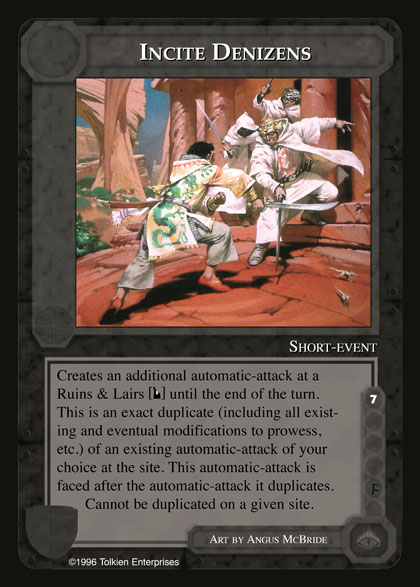 Incite Denizens
Short-event
Creates an additional automatic-attack at a
Ruins & Lairs [] until the end of the turn.
This is an exact duplicate (including all exist-
ing and eventual modifications to prowess,
etc.) of an existing automatic-attack of your
choice at the site. This automatic-attack is
faced after the automatic-attack it duplicates.
Cannot be duplicated on a given site.
7
Art by Angus McBride
©1996 Tolkien Enterprises